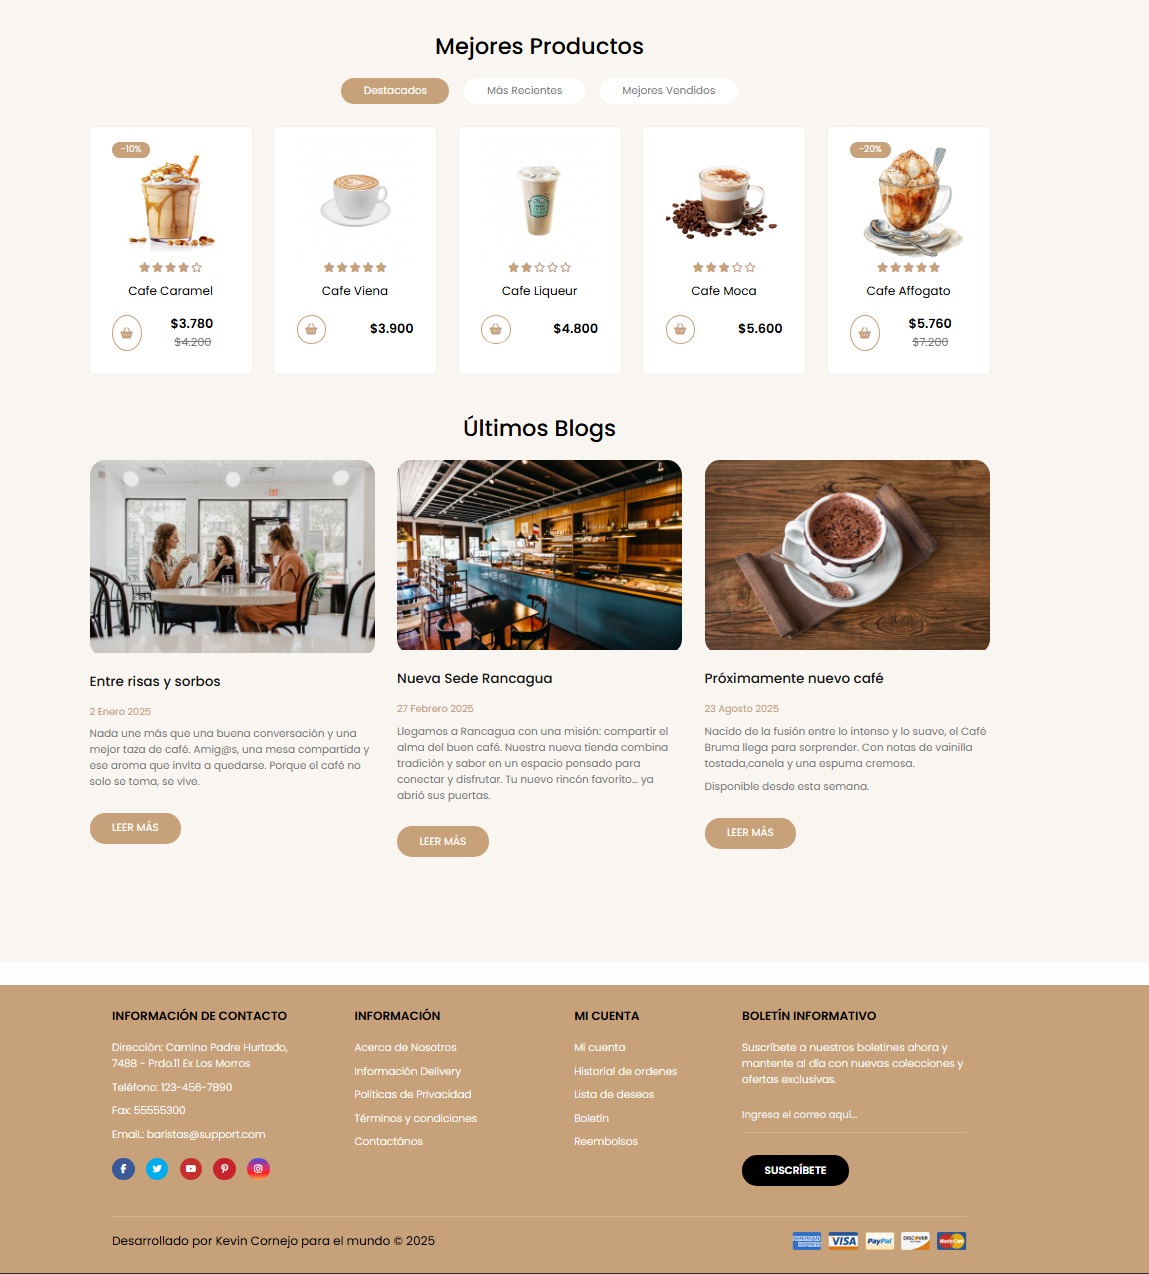 Mejores Productos
Destacados
Más Recientes
Mejores Vendidos
-10%
-20%
Cafe Caramel
Cafe Viena
Cafe Liqueur
Cafe Moca
Cafe Affogato
$3.780
$4.200
$3.900
$4.800
$5.600
$5.760
$7.200
Últimos Blogs
Entre risas y sorbos
2 Enero 2025
Nada une más que una buena conversación y una
mejor taza de café. Amig@s, una mesa compartida y
ese aroma que invita a quedarse. Porque el café no
solo se toma, se vive.
LEER MÁS
Nueva Sede Rancagua
27 Febrero 2025
Llegamos a Rancagua con una misión: compartir el
alma del buen café. Nuestra nueva tienda combina
tradición y sabor en un espacio pensado para
conectar y disfrutar. Tu nuevo rincón favorito... ya
abrió sus puertas.
LEER MÁS
Próximamente nuevo café
23 Agosto 2025
Nacido de la fusión entre lo intenso y lo suave, el Café
Bruma llega para sorprender. Con notas de vainilla
tostada,canela y una espuma cremosa.
Disponible desde esta semana.
LEER MÁS
INFORMACIÓN DE CONTACTO
Dirección: Camino Padre Hurtado,
7488 - Prdo.11 Ex Los Morros
Teléfono: 123-456-7890
Fax: 55555300
EmaiL: baristas@support.com
INFORMACIÓN
Acerca de Nosotros
Información Delivery
Politicas de Privacidad
Términos y condiciones
Contactános
MI CUENTA
Mi cuenta
Historial de ordenes
Lista de deseos
Boletín
Reembolsos
BOLETÍN INFORMATIVO
Suscríbete a nuestros boletines ahora y
mantente al día con nuevas colecciones y
ofertas exclusivas.
Ingresa el correo aquí...
SUSCRÍBETE
Desarrollado por Kevin Cornejo para el mundo © 2025
AMERICAN EXPRESS
VISA
PayPal
DISCOVER
MasterCard